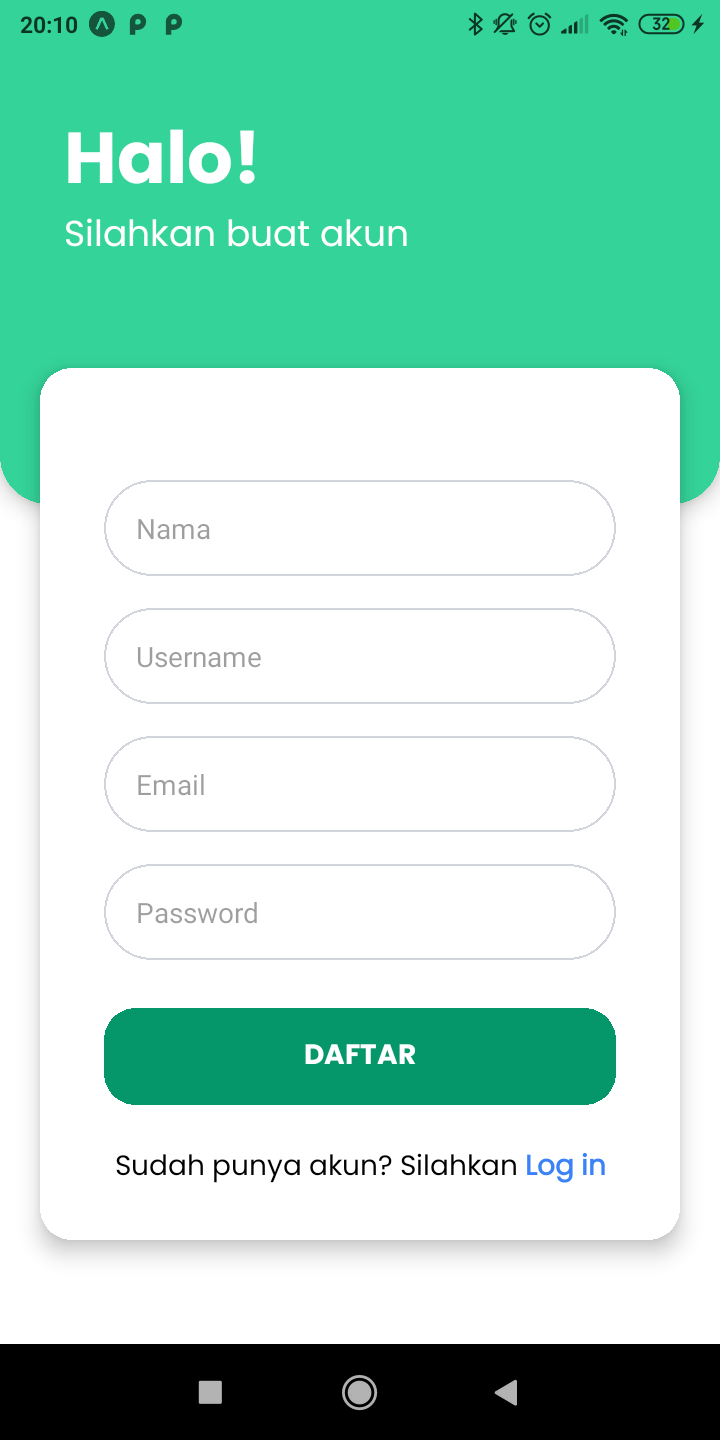 20:10
32
Halo!
Silahkan buat akun
Nama
Username
Email
Password
DAFTAR
Sudah punya akun? Silahkan Log in